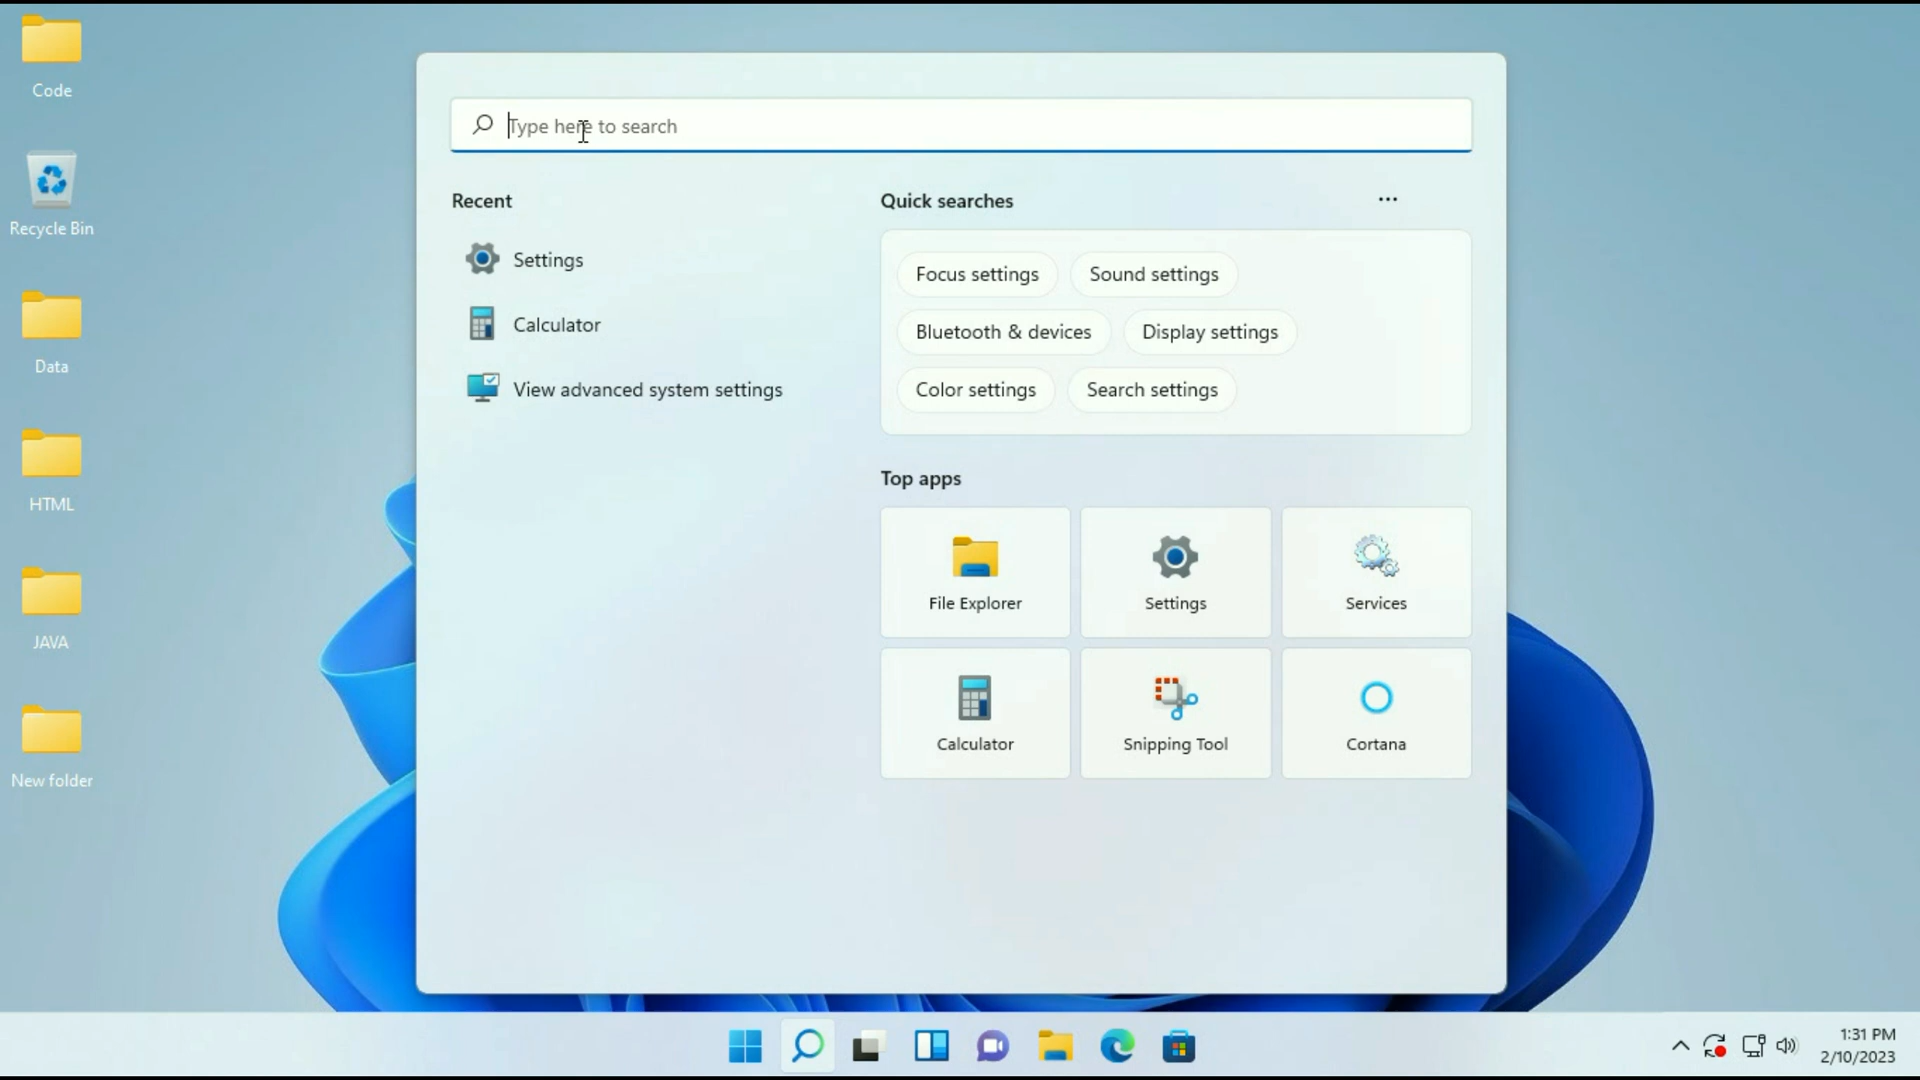 Code
Recycle Bin
Data
HTML
JAVA
New folder
Type here to search
Recent
Settings
Calculator
View advanced system settings
Quick searches
Focus settings
Sound settings
Bluetooth & devices
Display settings
Color settings
Search settings
Top apps
File Explorer
Settings
Services
Calculator
Snipping Tool
Cortana
1:31 PM
2/10/2023